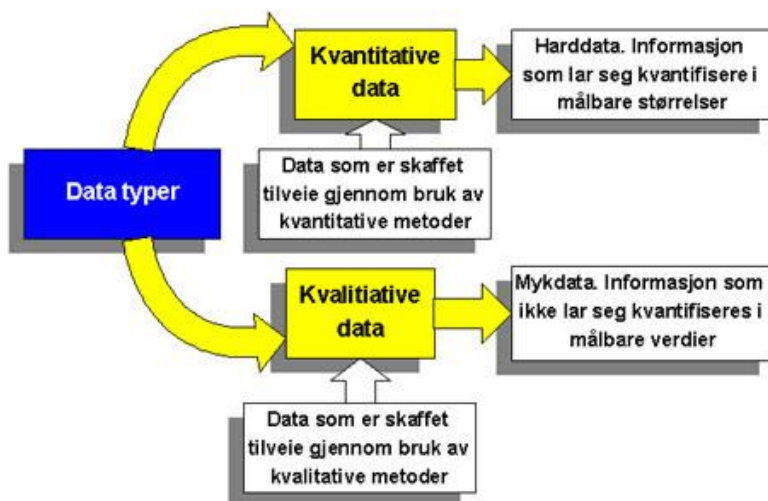 Kvantitative
data
Harddata. Informasjon
som lar seg kvantifisere i
målbare størrelser
Data typer
Data som er skaffet
tilveie gjennom bruk av
kvantitative metoder
Kvalitiative
data
Mykdata. Informasjon som
ikke lar seg kvantifiseres i
målbare verdier
Data som er skaffet
tilveie gjennom bruk av
kvalitative metoder